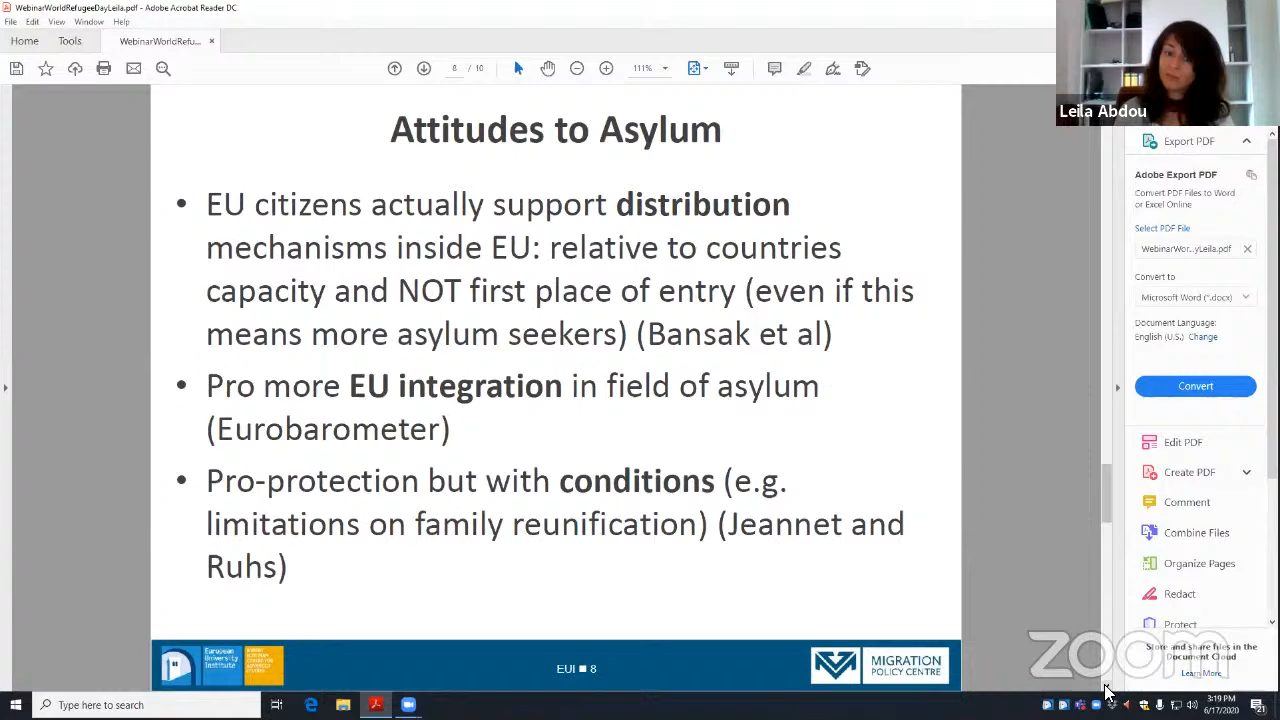 WebinarWorldRefugeeDayLeila.pdf - Adobe Acrobat Reader DC
File Edit View Window Help
Home Tools WebinarWorldRefu... ×
8 / 10 111%
Leila Abdou
Attitudes to Asylum
• EU citizens actually support distribution
mechanisms inside EU: relative to countries
capacity and NOT first place of entry (even if this
means more asylum seekers) (Bansak et al)
• Pro more EU integration in field of asylum
(Eurobarometer)
• Pro-protection but with conditions (e.g.
limitations on family reunification) (Jeannet and
Ruhs)
European
University
Institute
EUI ■ 8
MIGRATION
POLICY CENTRE
Export PDF
Adobe Export PDF
Convert PDF Files to Word
or Excel Online
Select PDF File
WebinarWor...yLeila.pdf ×
Convert to
Microsoft Word (*.docx)
Document Language:
English (U.S.) Change
Convert
Edit PDF
Create PDF
Comment
Combine Files
Organize Pages
Redact
Protect
Store and share files in the
Document Cloud
Learn More
zoom
Type here to search
3:19 PM
6/17/2020
21